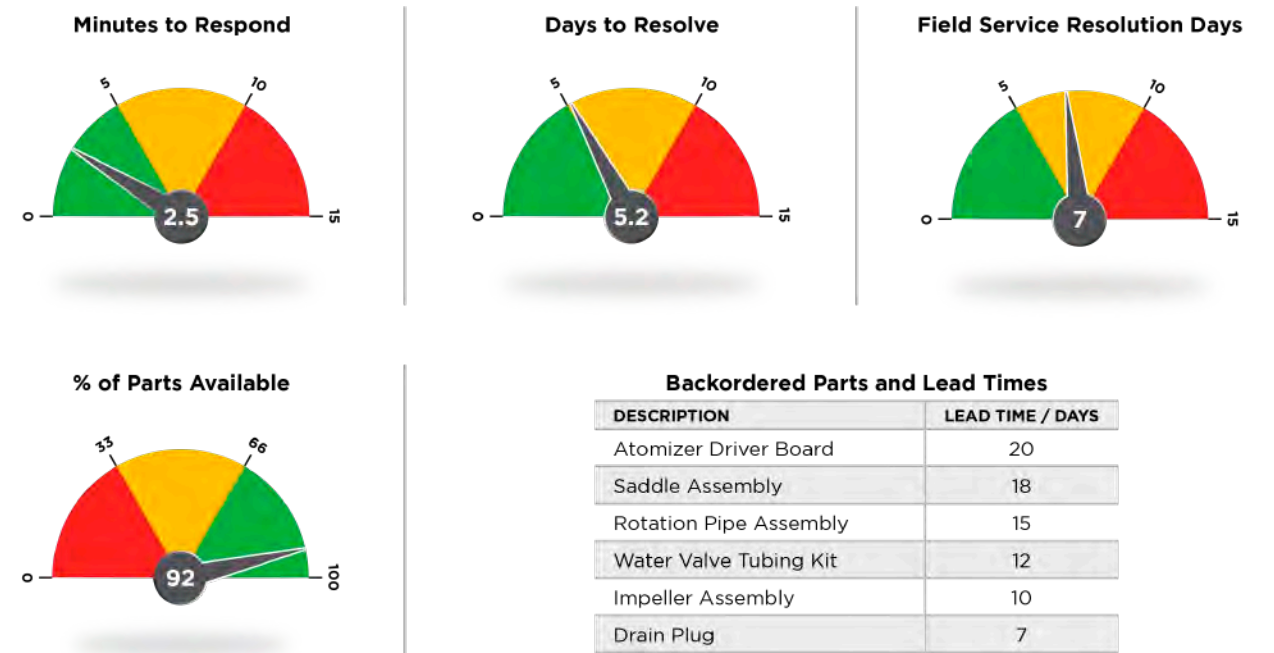 Minutes to Respond
5
10
0
15
2.5
Days to Resolve
5
10
0
15
5.2
Field Service Resolution Days
5
10
0
15
7
% of Parts Available
33
66
0
100
92
Backordered Parts and Lead Times
DESCRIPTION LEAD TIME / DAYS
Atomizer Driver Board 20
Saddle Assembly 18
Rotation Pipe Assembly 15
Water Valve Tubing Kit 12
Impeller Assembly 10
Drain Plug 7